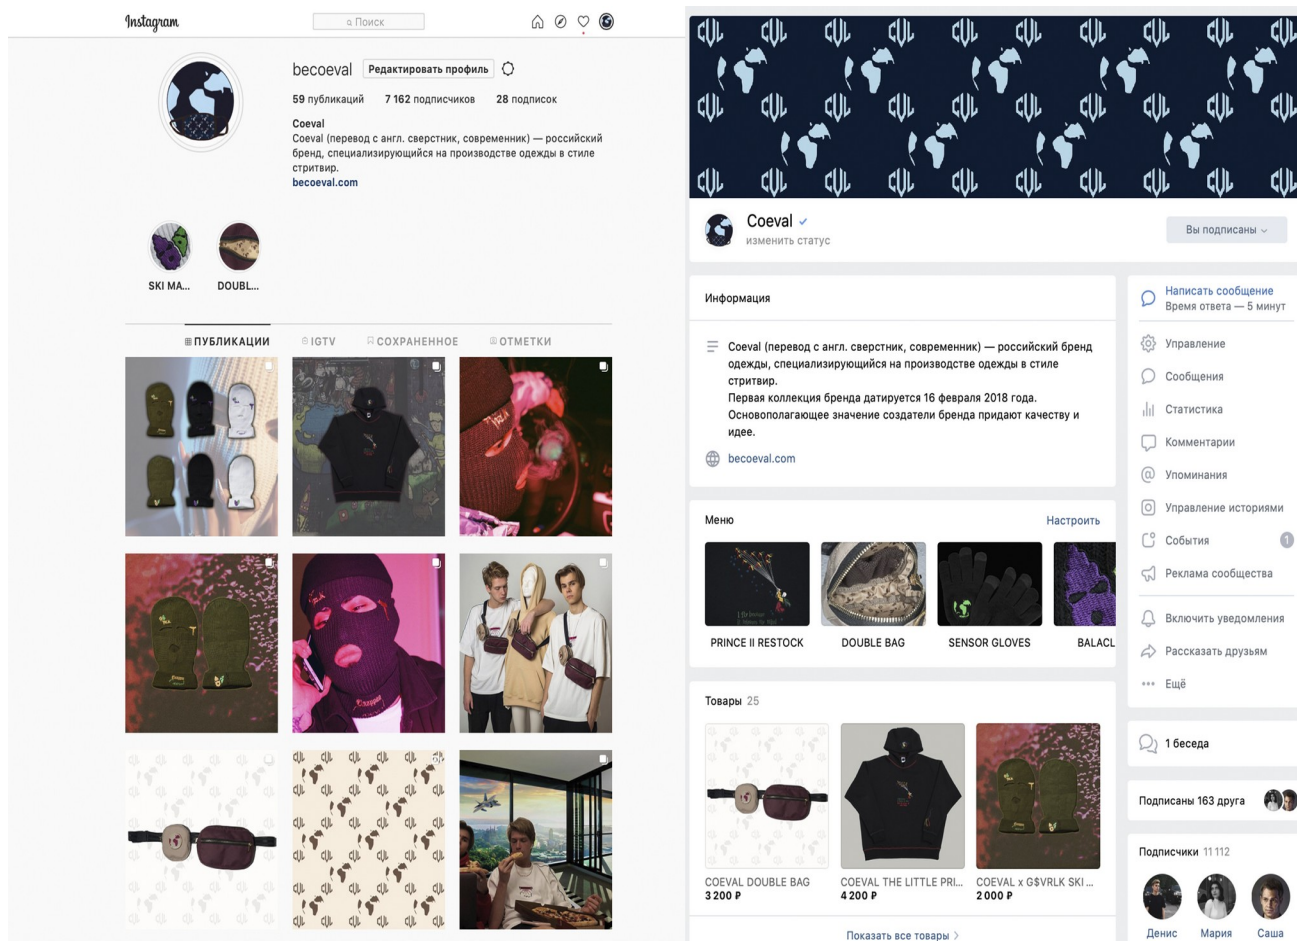 Instagram
Поиск
becoeval
Редактировать профиль
59 публикаций 7 162 подписчиков 28 подписок
Coeval
Coeval (перевод с англ. сверстник, современник) — российский
бренд, специализирующийся на производстве одежды в стиле
стритвир.
becoeval.com
SKI MA...
DOUBL...
ПУБЛИКАЦИИ
IGTV
СОХРАНЕННОЕ
ОТМЕТКИ
Coeval
изменить статус
Вы подписаны
Информация
Coeval (перевод с англ. сверстник, современник) — российский бренд
одежды, специализирующийся на производстве одежды в стиле
стритвир.
Первая коллекция бренда датируется 16 февраля 2018 года.
Основополагающее значение создатели бренда придают качеству и
идее.
becoeval.com
Меню
Настроить
PRINCE II RESTOCK
DOUBLE BAG
SENSOR GLOVES
BALACL
Товары 25
COEVAL DOUBLE BAG
3 200 ₽
COEVAL THE LITTLE PRI...
4 200 ₽
COEVAL x G$VRLK SKI ...
2 000 ₽
Показать все товары
Написать сообщение
Время ответа — 5 минут
Управление
Сообщения
Статистика
Комментарии
Упоминания
Управление историями
События 1
Реклама сообщества
Включить уведомления
Рассказать друзьям
Ещё
1 беседа
Подписаны 163 друга
Подписчики 11 112
Денис
Мария
Саша